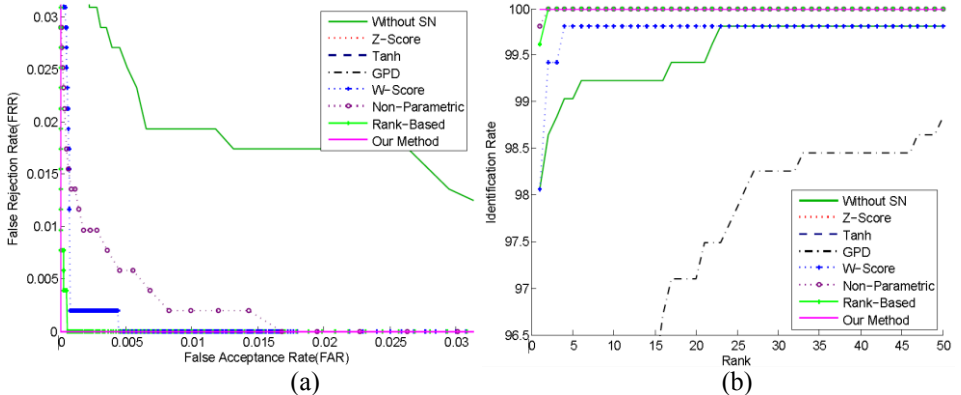 0.03
0.025
0.02
0.015
0.01
0.005
0
False Rejection Rate(FRR)
Without SN
Z-Score
Tanh
GPD
W-Score
Non-Parametric
Rank-Based
Our Method
0 0.005 0.01 0.015 0.02 0.025 0.03
False Acceptance Rate(FAR)
(a)
100
99.5
99
98.5
98
97.5
97
96.5
Identification Rate
Without SN
Z-Score
Tanh
GPD
W-Score
Non-Parametric
Rank-Based
Our Method
0 5 10 15 20 25 30 35 40 45 50
Rank
(b)